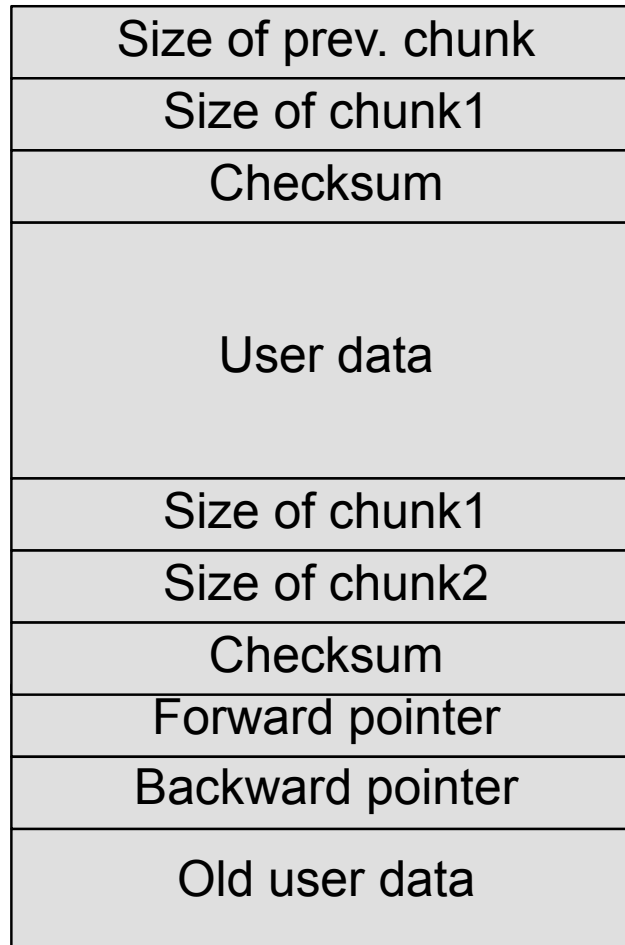 Size of prev. chunk
Size of chunk1
Checksum
User data
Size of chunk1
Size of chunk2
Checksum
Forward pointer
Backward pointer
Old user data